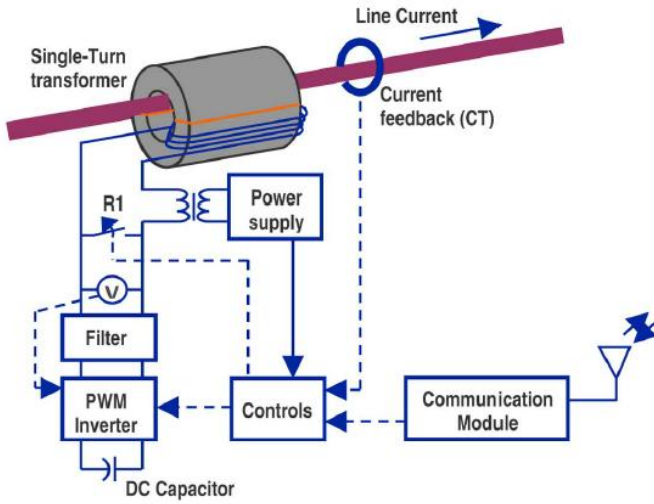 Line Current
Single-Turn
transformer
Current
feedback (CT)
R1
Power
supply
V
Filter
PWM
Inverter
Controls
Communication
Module
DC Capacitor